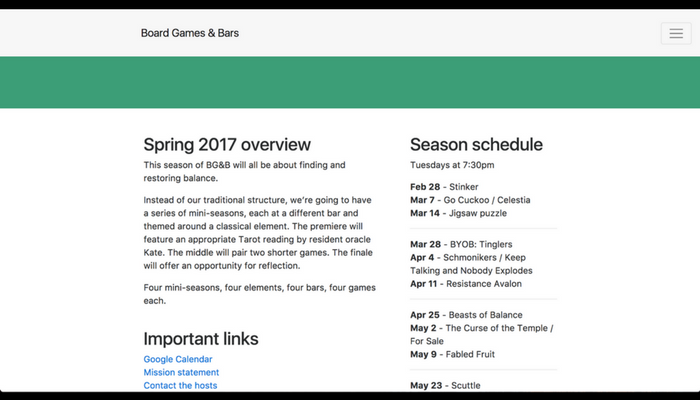 Board Games & Bars
Spring 2017 overview
This season of BG&B will all be about finding and
restoring balance.
Instead of our traditional structure, we're going to have
a series of mini-seasons, each at a different bar and
themed around a classical element. The premiere will
feature an appropriate Tarot reading by resident oracle
Kate. The middle will pair two shorter games. The finale
will offer an opportunity for reflection.
Four mini-seasons, four elements, four bars, four games
each.
Important links
Google Calendar
Mission statement
Contact the hosts
Season schedule
Tuesdays at 7:30pm
Feb 28 - Stinker
Mar 7 - Go Cuckoo / Celestia
Mar 14 - Jigsaw puzzle
Mar 28 - BYOB: Tinglers
Apr 4 - Schmonikers / Keep
Talking and Nobody Explodes
Apr 11 - Resistance Avalon
Apr 25 - Beasts of Balance
May 2 - The Curse of the Temple /
For Sale
May 9 - Fabled Fruit
May 23 - Scuttle